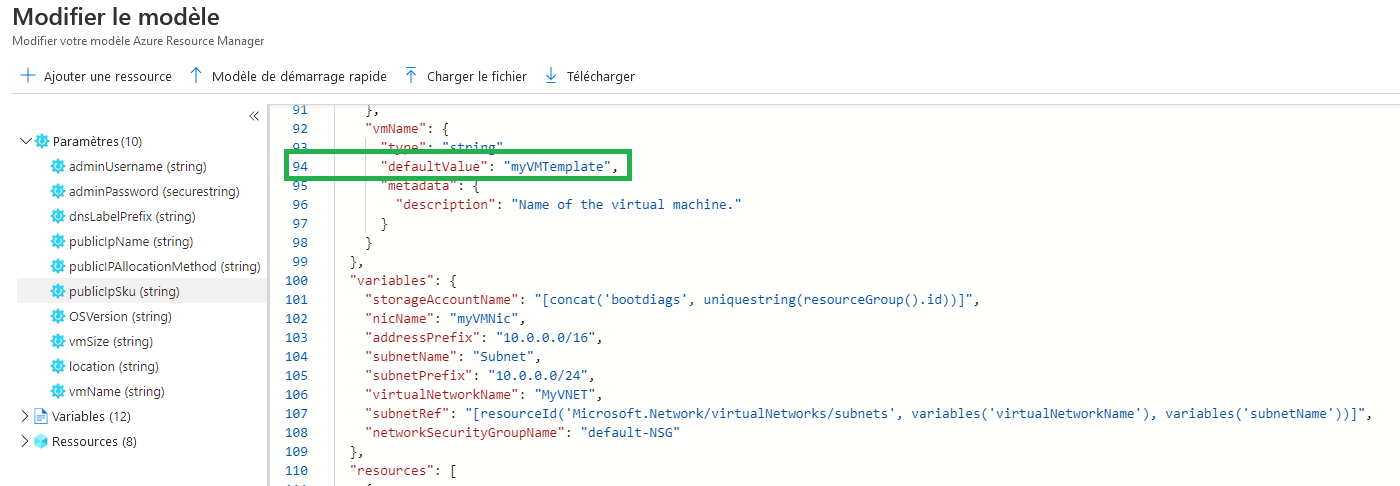 Modifier le modèle
Modifier votre modèle Azure Resource Manager
Ajouter une ressource
Modèle de démarrage rapide
Charger le fichier
Télécharger
Paramètres (10)
adminUsername (string)
adminPassword (securestring)
dnsLabelPrefix (string)
publicIpName (string)
publicIPAllocationMethod (string)
publicIpSku (string)
OSVersion (string)
vmSize (string)
location (string)
vmName (string)
Variables (12)
Ressources (8)
91 },
92 "vmName": {
93 "type": "string"
94 "defaultValue": "myVMTemplate",
95 "metadata": {
96 "description": "Name of the virtual machine."
97 }
98 }
99 },
100 "variables": {
101 "storageAccountName": "[concat('bootdiags', uniquestring(resourceGroup().id))]",
102 "nicName": "myVMNic",
103 "addressPrefix": "10.0.0.0/16",
104 "subnetName": "Subnet",
105 "subnetPrefix": "10.0.0.0/24",
106 "virtualNetworkName": "MyVNET",
107 "subnetRef": "[resourceId('Microsoft.Network/virtualNetworks/subnets', variables('virtualNetworkName'), variables('subnetName'))]",
108 "networkSecurityGroupName": "default-NSG"
109 },
110 "resources": [